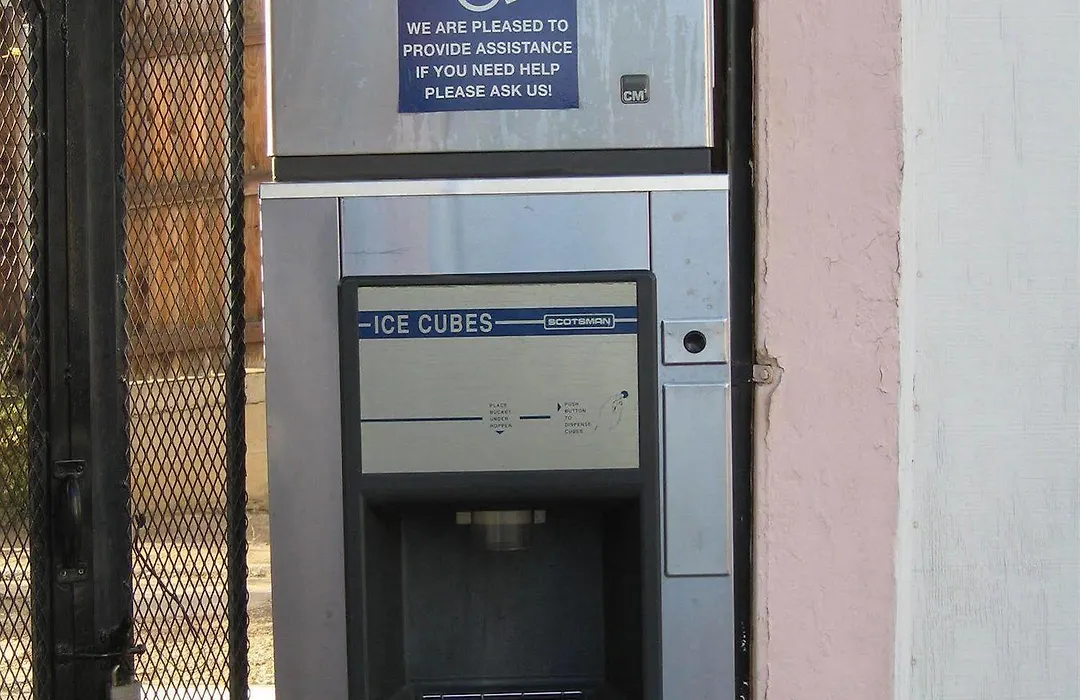 WE ARE PLEASED TO
PROVIDE ASSISTANCE
IF YOU NEED HELP
PLEASE ASK US!
CM³
ICE CUBES
SCOTSMAN
PLACE
BUCKET
UNDER
HOPPER
PUSH
BUTTON
TO
DISPENSE
CUBES